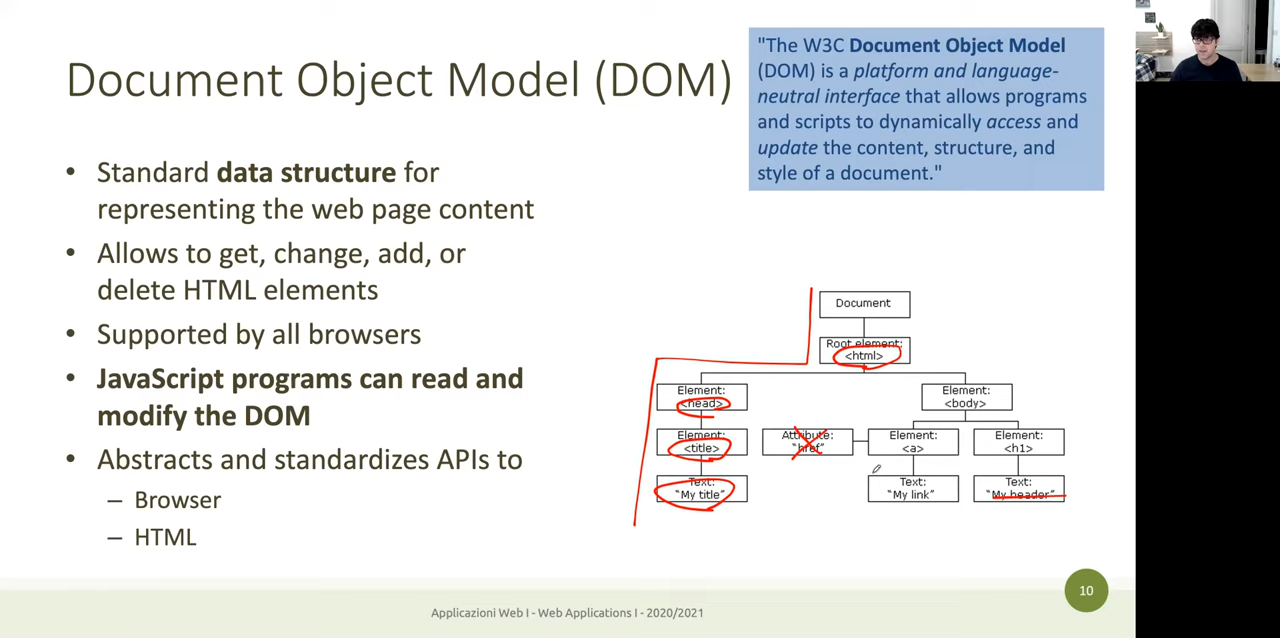 Document Object Model (DOM)
"The W3C Document Object Model
(DOM) is a platform and language-
neutral interface that allows programs
and scripts to dynamically access and
update the content, structure, and
style of a document."
• Standard data structure for
representing the web page content
• Allows to get, change, add, or
delete HTML elements
• Supported by all browsers
• JavaScript programs can read and
modify the DOM
• Abstracts and standardizes APIs to
– Browser
– HTML
Document
Root element:
<html>
Element:
<head>
Element:
<body>
Element:
<title>
Attribute:
"href"
Element:
<a>
Element:
<h1>
Text:
"My title"
Text:
"My link"
Text:
"My header"
Applicazioni Web I - Web Applications I - 2020/2021
10